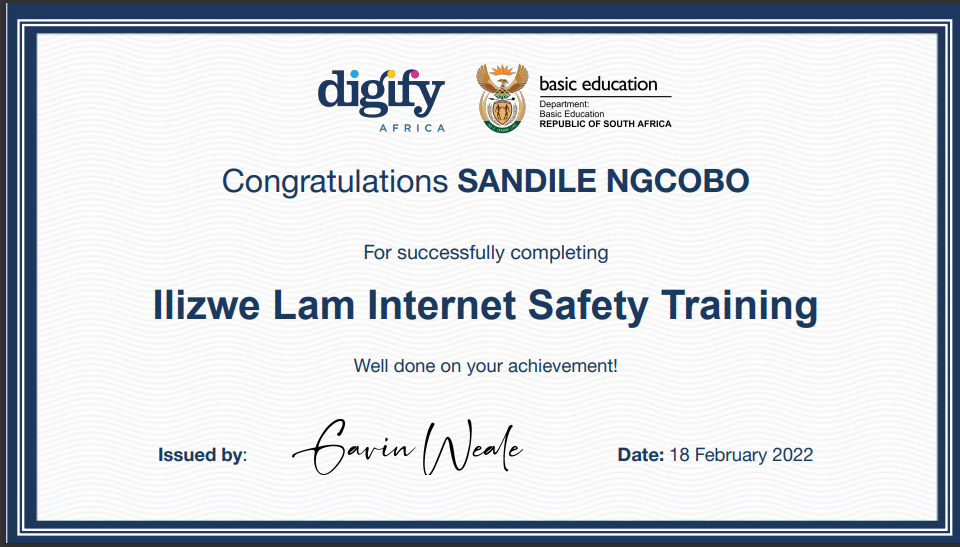 digify
AFRICA
basic education
Department:
Basic Education
REPUBLIC OF SOUTH AFRICA
Congratulations SANDILE NGCOBO
For successfully completing
Ilizwe Lam Internet Safety Training
Well done on your achievement!
Issued by: Gavin Weale Date: 18 February 2022